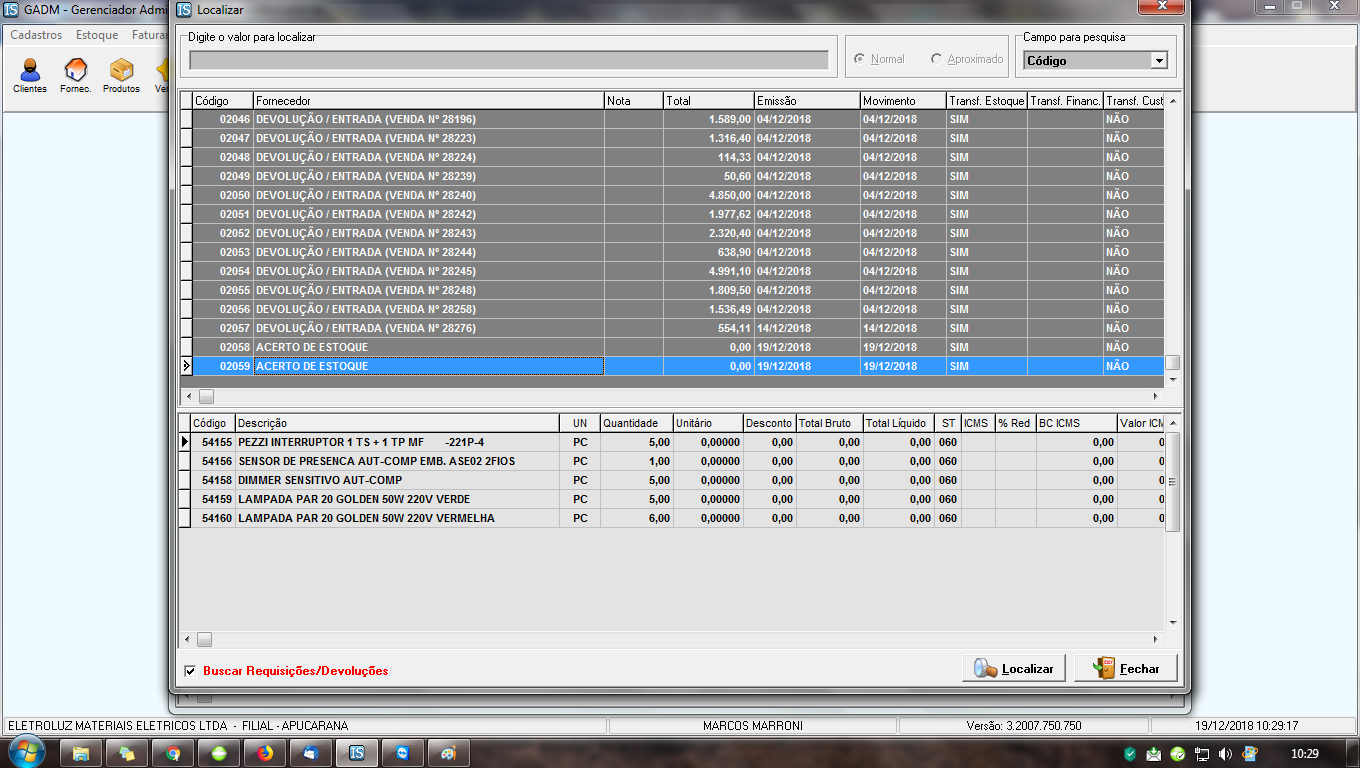 GADM - Gerenciador Admi
Localizar
Cadastros Estoque Faturar
Clientes Fornec. Produtos Ve
Digite o valor para localizar
Normal Aproximado
Campo para pesquisa
Código
Código Fornecedor Nota Total Emissão Movimento Transf. Estoque Transf. Financ. Transf. Cust
02046 DEVOLUÇÃO / ENTRADA (VENDA Nº 28196) 1.589,00 04/12/2018 04/12/2018 SIM NÃO
02047 DEVOLUÇÃO / ENTRADA (VENDA Nº 28223) 1.316,40 04/12/2018 04/12/2018 SIM NÃO
02048 DEVOLUÇÃO / ENTRADA (VENDA Nº 28224) 114,33 04/12/2018 04/12/2018 SIM NÃO
02049 DEVOLUÇÃO / ENTRADA (VENDA Nº 28239) 50,60 04/12/2018 04/12/2018 SIM NÃO
02050 DEVOLUÇÃO / ENTRADA (VENDA Nº 28240) 4.850,00 04/12/2018 04/12/2018 SIM NÃO
02051 DEVOLUÇÃO / ENTRADA (VENDA Nº 28242) 1.977,62 04/12/2018 04/12/2018 SIM NÃO
02052 DEVOLUÇÃO / ENTRADA (VENDA Nº 28243) 2.320,40 04/12/2018 04/12/2018 SIM NÃO
02053 DEVOLUÇÃO / ENTRADA (VENDA Nº 28244) 638,90 04/12/2018 04/12/2018 SIM NÃO
02054 DEVOLUÇÃO / ENTRADA (VENDA Nº 28245) 4.991,10 04/12/2018 04/12/2018 SIM NÃO
02055 DEVOLUÇÃO / ENTRADA (VENDA Nº 28248) 1.809,50 04/12/2018 04/12/2018 SIM NÃO
02056 DEVOLUÇÃO / ENTRADA (VENDA Nº 28258) 1.536,49 04/12/2018 04/12/2018 SIM NÃO
02057 DEVOLUÇÃO / ENTRADA (VENDA Nº 28276) 554,11 14/12/2018 14/12/2018 SIM NÃO
02058 ACERTO DE ESTOQUE 0,00 19/12/2018 19/12/2018 SIM NÃO
02059 ACERTO DE ESTOQUE 0,00 19/12/2018 19/12/2018 SIM NÃO
Código Descrição UN Quantidade Unitário Desconto Total Bruto Total Líquido ST ICMS % Red BC ICMS Valor ICM
54155 PEZZI INTERRUPTOR 1 TS + 1 TP MF -221P-4 PC 5,00 0,00000 0,00 0,00 0,00 060 0,00 0
54156 SENSOR DE PRESENCA AUT-COMP EMB. ASE02 2FIOS PC 1,00 0,00000 0,00 0,00 0,00 060 0,00 0
54158 DIMMER SENSITIVO AUT-COMP PC 5,00 0,00000 0,00 0,00 0,00 060 0,00 0
54159 LAMPADA PAR 20 GOLDEN 50W 220V VERDE PC 5,00 0,00000 0,00 0,00 0,00 060 0,00 0
54160 LAMPADA PAR 20 GOLDEN 50W 220V VERMELHA PC 6,00 0,00000 0,00 0,00 0,00 060 0,00 0
Buscar Requisições/Devoluções
Localizar
Fechar
ELETROLUZ MATERIAIS ELETRICOS LTDA - FILIAL - APUCARANA MARCOS MARRONI Versão: 3.2007.750.750 19/12/2018 10:29:17
10:29